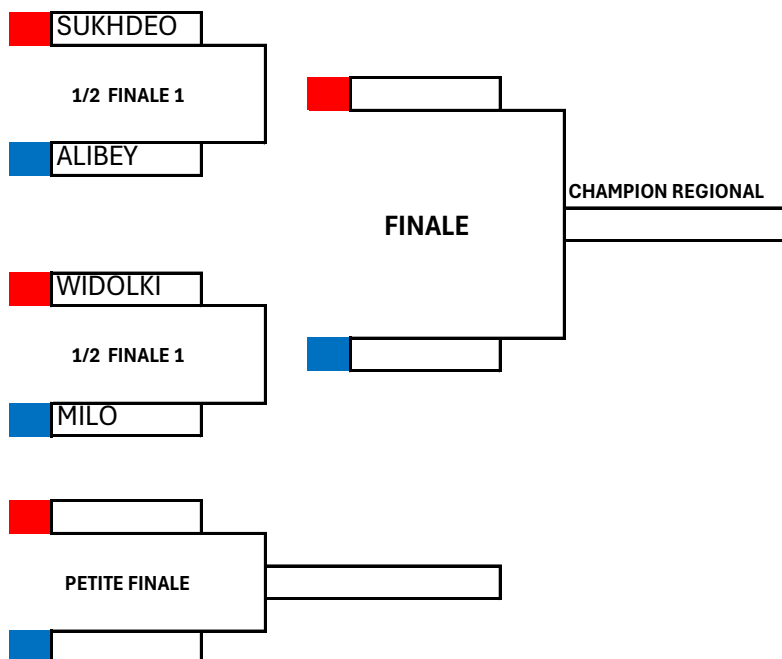 SUKHDEO
1/2 FINALE 1
ALIBEY
CHAMPION REGIONAL
FINALE
WIDOLKI
1/2 FINALE 1
MILO
PETITE FINALE